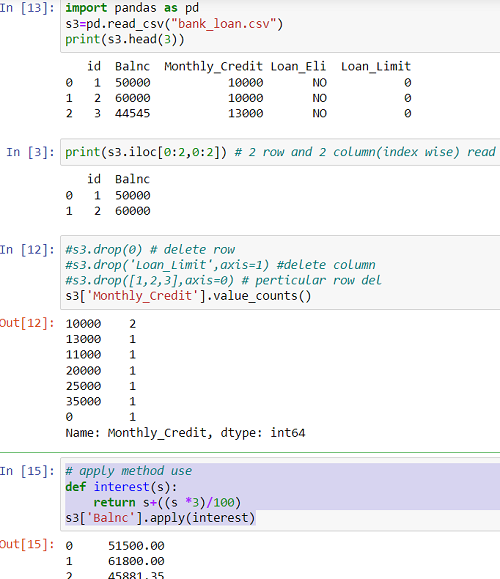 In [13]: import pandas as pd
s3=pd.read_csv("bank_loan.csv")
print(s3.head(3))
id Balnc Monthly_Credit Loan_Eli Loan_Limit
0 1 50000 10000 NO 0
1 2 60000 10000 NO 0
2 3 44545 13000 NO 0
In [3]: print(s3.iloc[0:2,0:2]) # 2 row and 2 column(index wise) read
id Balnc
0 1 50000
1 2 60000
In [12]: #s3.drop(0) # delete row
#s3.drop('Loan_Limit',axis=1) #delete column
#s3.drop([1,2,3],axis=0) # perticular row del
s3['Monthly_Credit'].value_counts()
Out[12]: 10000 2
13000 1
11000 1
20000 1
25000 1
35000 1
0 1
Name: Monthly_Credit, dtype: int64
In [15]: # apply method use
def interest(s):
return s+((s *3)/100)
s3['Balnc'].apply(interest)
Out[15]: 0 51500.00
1 61800.00
2 45881.35